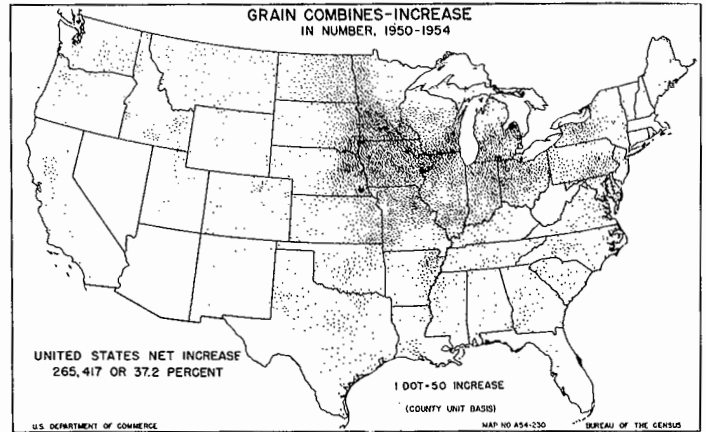 GRAIN COMBINES-INCREASE
IN NUMBER, 1950-1954
UNITED STATES NET INCREASE
265,417 OR 37.2 PERCENT
1 DOT-50 INCREASE
(COUNTY UNIT BASIS)
U.S. DEPARTMENT OF COMMERCE
MAP NO A54-230
BUREAU OF THE CENSUS